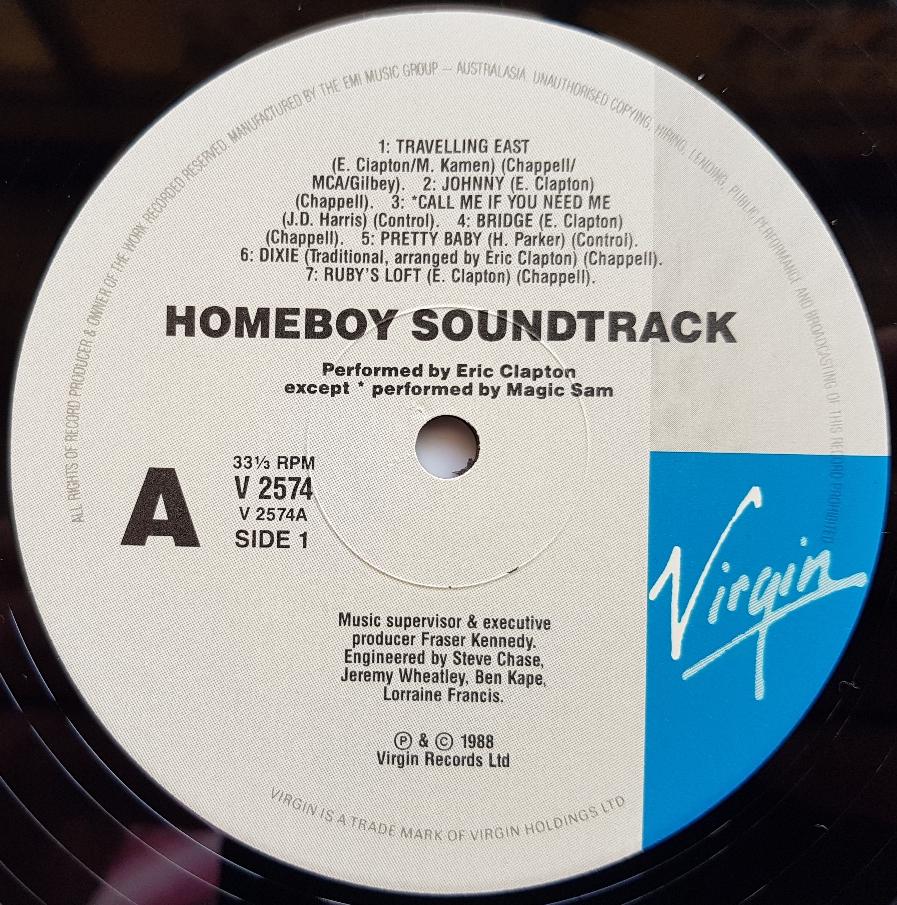 ALL RIGHTS OF RECORD PRODUCER & OWNER OF THE WORK RECORDED RESERVED. MANUFACTURED BY THE EMI MUSIC GROUP – AUSTRALASIA. UNAUTHORISED COPYING, HIRING, LENDING, PUBLIC PERFORMANCE AND BROADCASTING OF THIS RECORD PROHIBITED
1: TRAVELLING EAST
(E. Clapton/M. Kamen) (Chappell/
MCA/Gilbey). 2: JOHNNY (E. Clapton)
(Chappell). 3: *CALL ME IF YOU NEED ME
(J.D. Harris) (Control). 4: BRIDGE (E. Clapton)
(Chappell). 5: PRETTY BABY (H. Parker) (Control).
6: DIXIE (Traditional, arranged by Eric Clapton) (Chappell).
7: RUBY'S LOFT (E. Clapton) (Chappell).
HOMEBOY SOUNDTRACK
Performed by Eric Clapton
except * performed by Magic Sam
A
33⅓ RPM
V 2574
V 2574A
SIDE 1
Virgin
Music supervisor & executive
producer Fraser Kennedy.
Engineered by Steve Chase,
Jeremy Wheatley, Ben Kape,
Lorraine Francis.
Ⓟ & © 1988
Virgin Records Ltd
VIRGIN IS A TRADE MARK OF VIRGIN HOLDINGS LTD